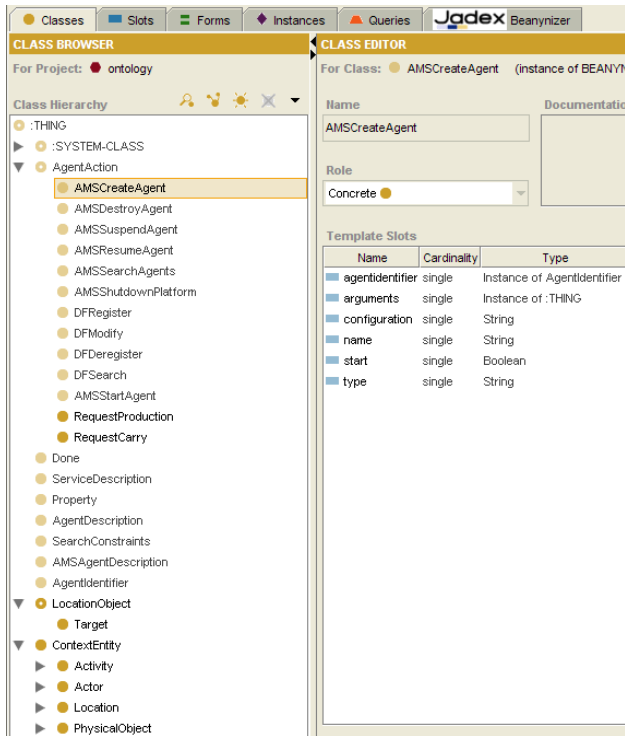 Classes Slots Forms Instances Queries Jadex Beanynizer
CLASS BROWSER
For Project: ontology
Class Hierarchy
:THING
:SYSTEM-CLASS
AgentAction
AMSCreateAgent
AMSDestroyAgent
AMSSuspendAgent
AMSResumeAgent
AMSSearchAgents
AMSShutdownPlatform
DFRegister
DFModify
DFDeregister
DFSearch
AMSStartAgent
RequestProduction
RequestCarry
Done
ServiceDescription
Property
AgentDescription
SearchConstraints
AMSAgentDescription
AgentIdentifier
LocationObject
Target
ContextEntity
Activity
Actor
Location
PhysicalObject
CLASS EDITOR
For Class: AMSCreateAgent (instance of BEANYN
Name Documentatio
AMSCreateAgent
Role
Concrete
Template Slots
Name Cardinality Type
agentidentifier single Instance of AgentIdentifier
arguments single Instance of :THING
configuration single String
name single String
start single Boolean
type single String